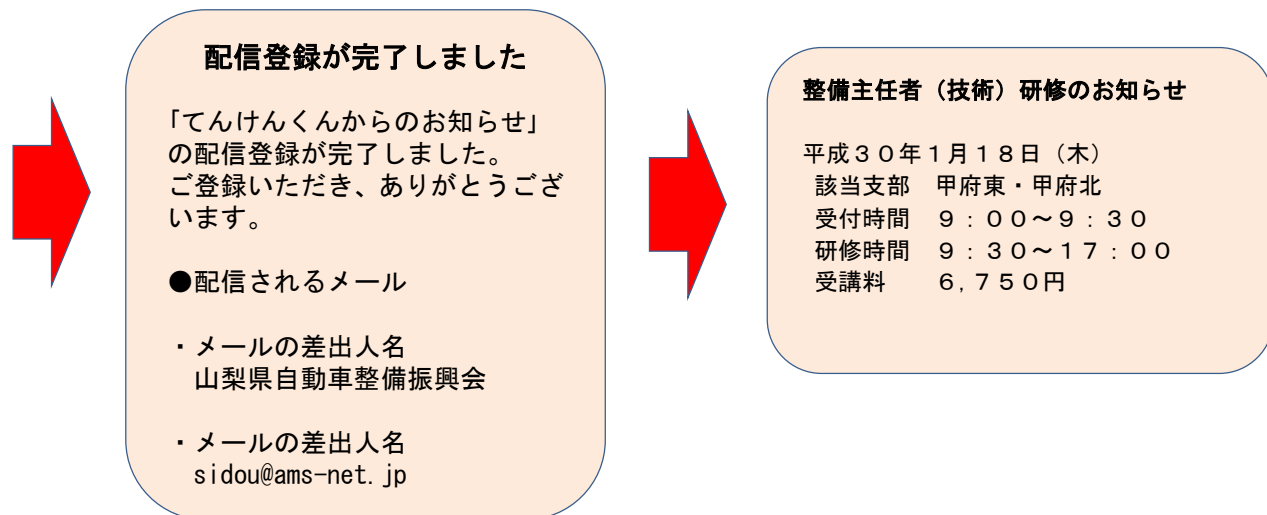 配信登録が完了しました
「てんけんくんからのお知らせ」
の配信登録が完了しました。
ご登録いただき、ありがとうござ
います。
●配信されるメール
・メールの差出人名
山梨県自動車整備振興会
・メールの差出人名
sidou@ams-net.jp
整備主任者（技術）研修のお知らせ
平成３０年１月１８日（木）
該当支部　甲府東・甲府北
受付時間　９：００～９：３０
研修時間　９：３０～１７：００
受講料　　６,７５０円